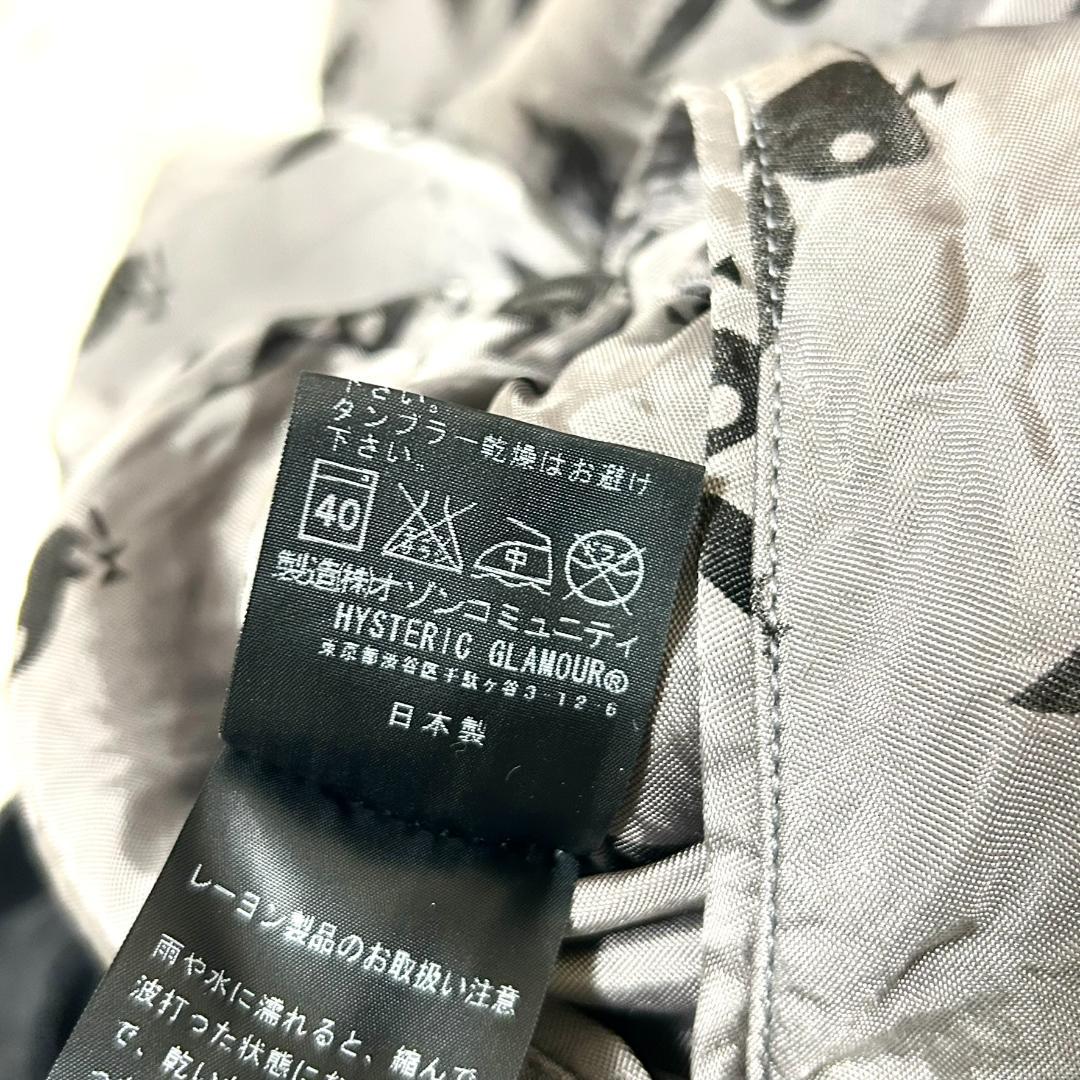 下さい。
タンブラー乾燥はお避け
下さい。
40
中
製造㈱オゾンコミュニティ
HYSTERIC GLAMOUR®
東京都渋谷区千駄ヶ谷3-12-6
日本製
レーヨン製品のお取扱い注意
雨や水に濡れると、縮んで
波打った状態に
で、乾い